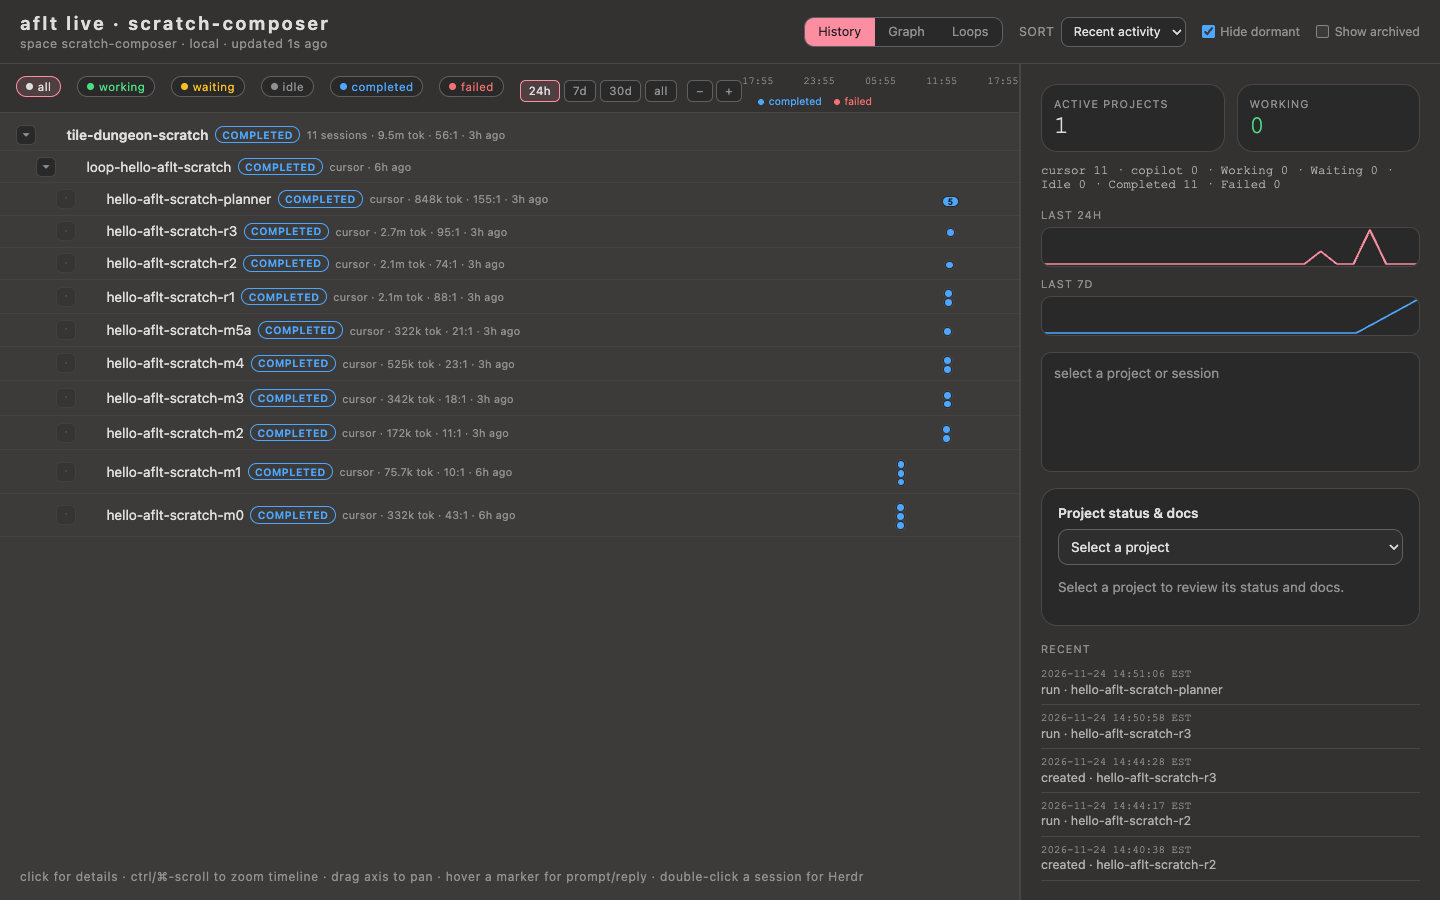 aflt live · scratch-composer
space scratch-composer · local · updated 1s ago
History Graph Loops SORT Recent activity Hide dormant Show archived
all working waiting idle completed failed 24h 7d 30d all − +
17:55 23:55 05:55 11:55 17:55
completed failed
tile-dungeon-scratch COMPLETED 11 sessions · 9.5m tok · 56:1 · 3h ago
loop-hello-aflt-scratch COMPLETED cursor · 6h ago
hello-aflt-scratch-planner COMPLETED cursor · 848k tok · 155:1 · 3h ago 5
hello-aflt-scratch-r3 COMPLETED cursor · 2.7m tok · 95:1 · 3h ago
hello-aflt-scratch-r2 COMPLETED cursor · 2.1m tok · 74:1 · 3h ago
hello-aflt-scratch-r1 COMPLETED cursor · 2.1m tok · 88:1 · 3h ago
hello-aflt-scratch-m5a COMPLETED cursor · 322k tok · 21:1 · 3h ago
hello-aflt-scratch-m4 COMPLETED cursor · 525k tok · 23:1 · 3h ago
hello-aflt-scratch-m3 COMPLETED cursor · 342k tok · 18:1 · 3h ago
hello-aflt-scratch-m2 COMPLETED cursor · 172k tok · 11:1 · 3h ago
hello-aflt-scratch-m1 COMPLETED cursor · 75.7k tok · 10:1 · 6h ago
hello-aflt-scratch-m0 COMPLETED cursor · 332k tok · 43:1 · 6h ago
click for details · ctrl/⌘-scroll to zoom timeline · drag axis to pan · hover a marker for prompt/reply · double-click a session for Herdr
ACTIVE PROJECTS
1
WORKING
0
cursor 11 · copilot 0 · Working 0 · Waiting 0 ·
Idle 0 · Completed 11 · Failed 0
LAST 24H
LAST 7D
select a project or session
Project status & docs
Select a project
Select a project to review its status and docs.
RECENT
2026-11-24 14:51:06 EST
run · hello-aflt-scratch-planner
2026-11-24 14:50:58 EST
run · hello-aflt-scratch-r3
2026-11-24 14:44:28 EST
created · hello-aflt-scratch-r3
2026-11-24 14:44:17 EST
run · hello-aflt-scratch-r2
2026-11-24 14:40:38 EST
created · hello-aflt-scratch-r2